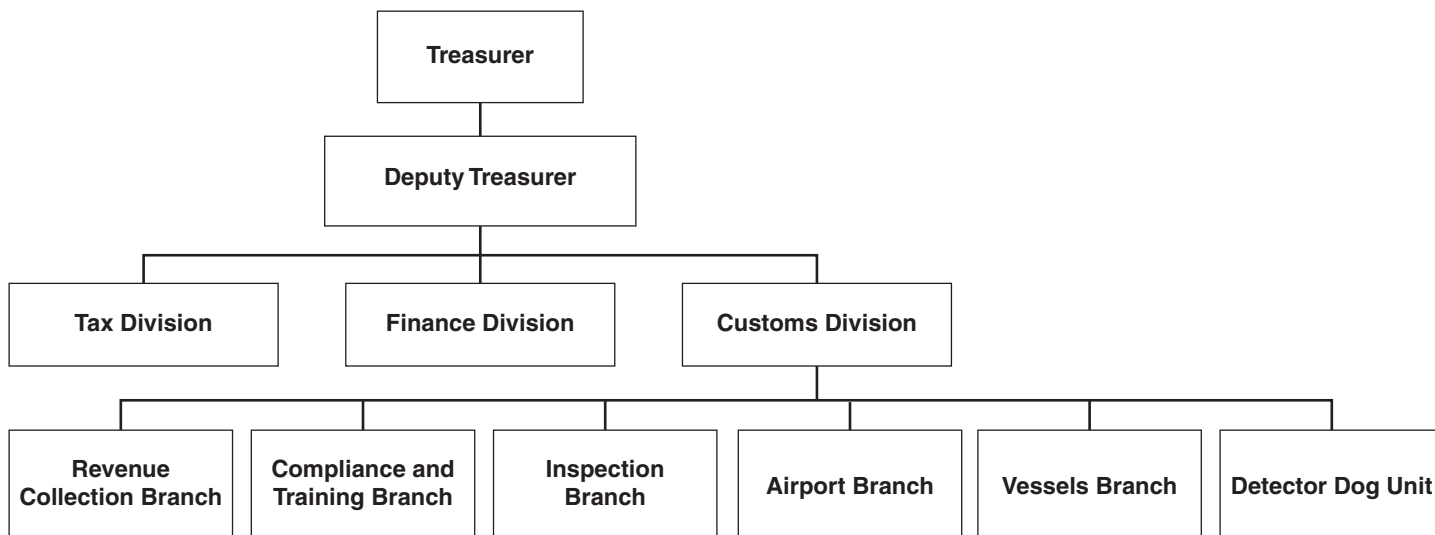 Treasurer
Deputy Treasurer
Tax Division
Finance Division
Customs Division
Revenue
Collection Branch
Compliance and
Training Branch
Inspection
Branch
Airport Branch
Vessels Branch
Detector Dog Unit